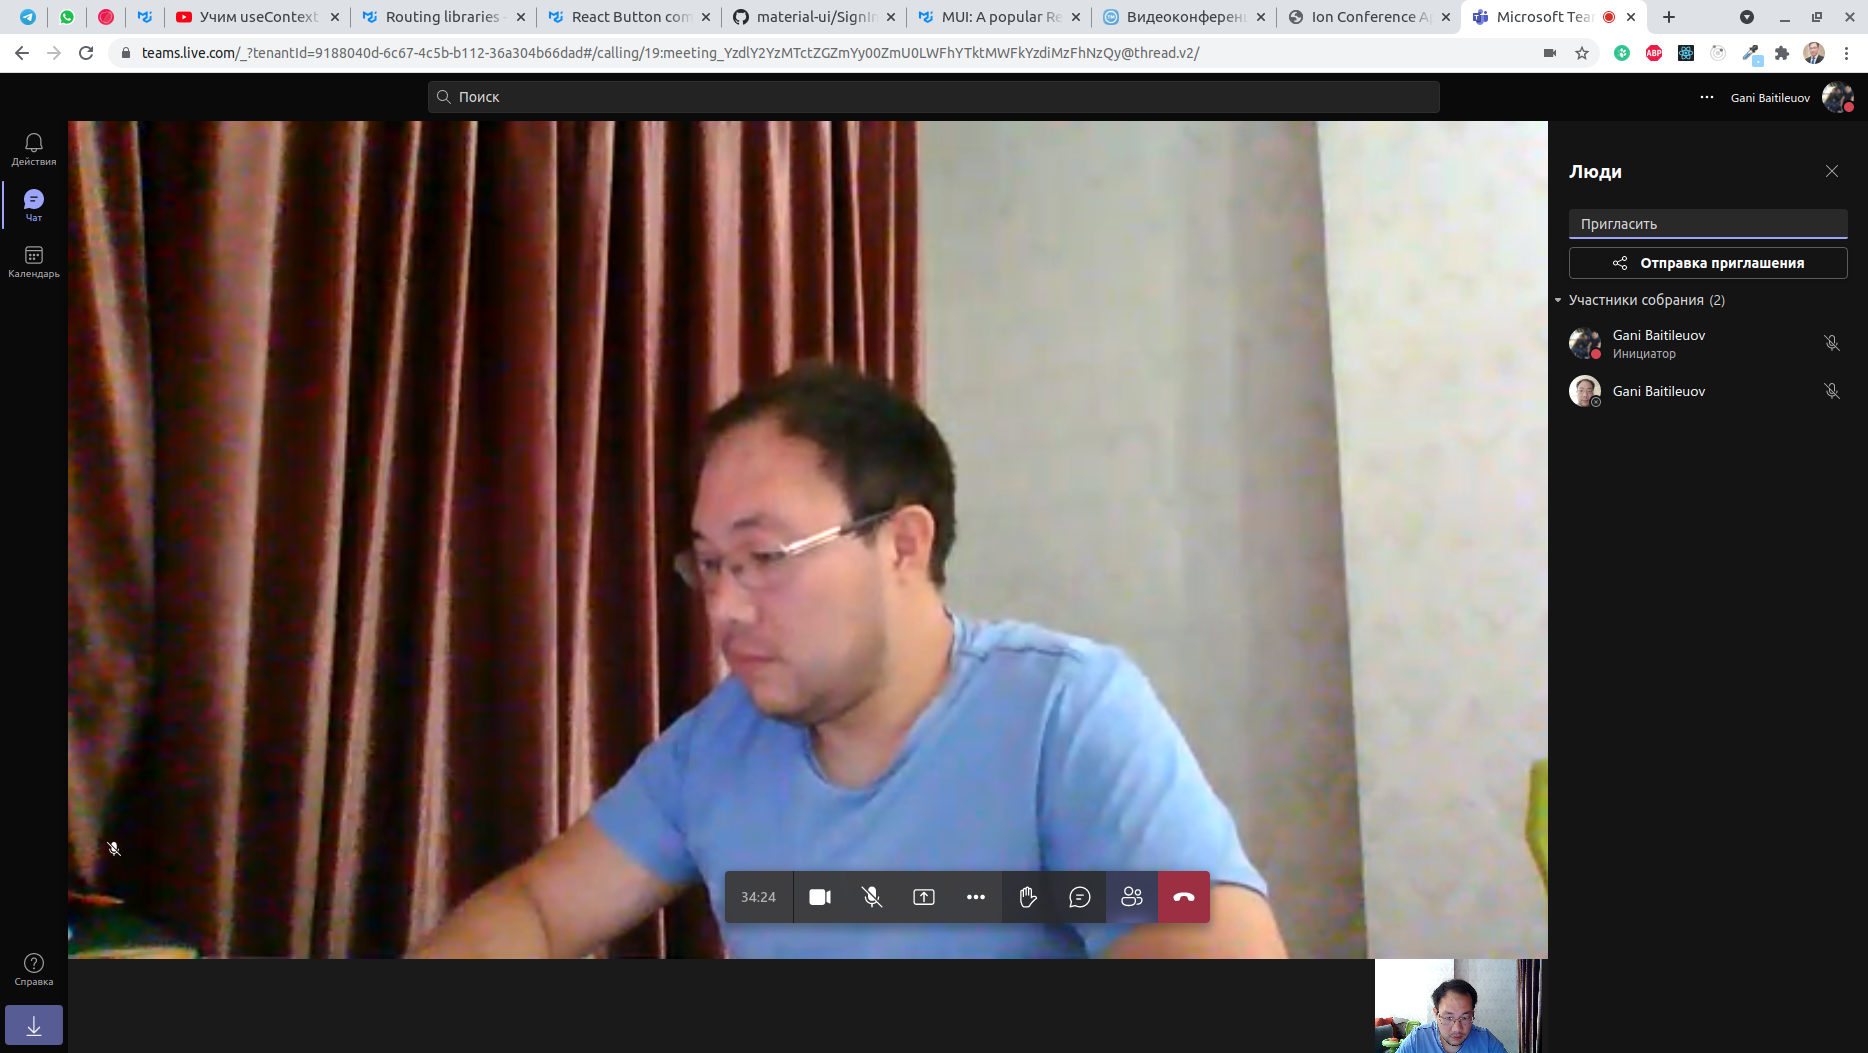 Учим useContext
Routing libraries -
React Button com
material-ui/SignIn
MUI: A popular Re
Видеоконферен
Ion Conference A
Microsoft Tea
teams.live.com/_?tenantId=9188040d-6c67-4c5b-b112-36a304b66dad#/calling/19:meeting_YzdlY2YzMTctZGZmYy00ZmU0LWFhYTktMWFkYzdiMzFhNzQy@thread.v2/
ABP
Поиск
Gani Baitileuov
Действия
Чат
Календарь
Люди
Пригласить
Отправка приглашения
Участники собрания (2)
Gani Baitileuov
Инициатор
Gani Baitileuov
34:24
Справка